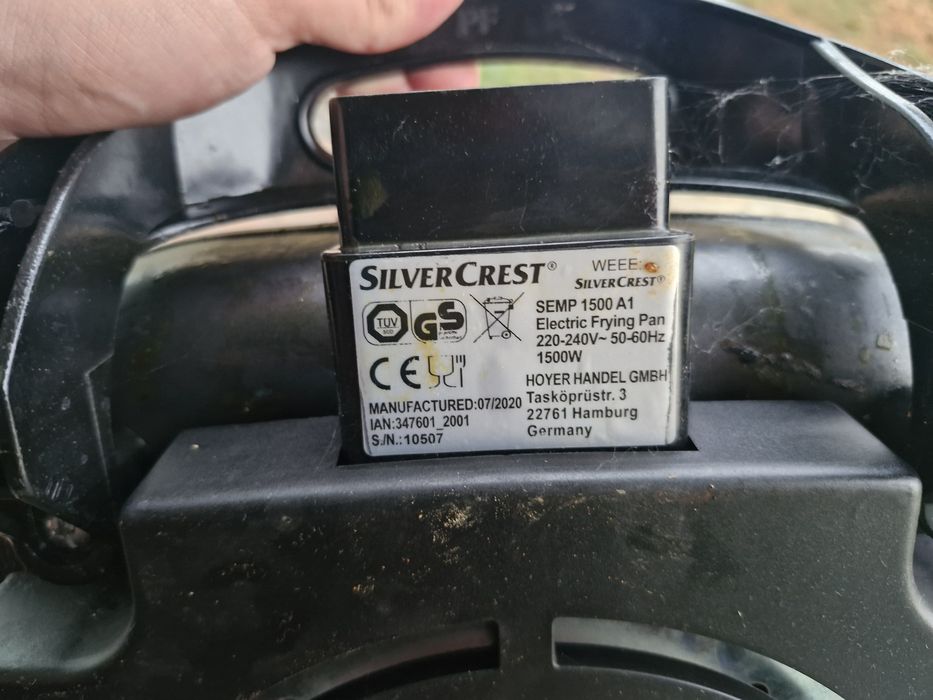 SILVERCREST®
WEEE:
SILVERCREST®
TÜV
SÜD
GS
SEMP 1500 A1
Electric Frying Pan
220-240V~ 50-60Hz
1500W
CE
HOYER HANDEL GMBH
Tasköprüstr. 3
22761 Hamburg
Germany
MANUFACTURED:07/2020
IAN:347601_2001
S./N.:10507